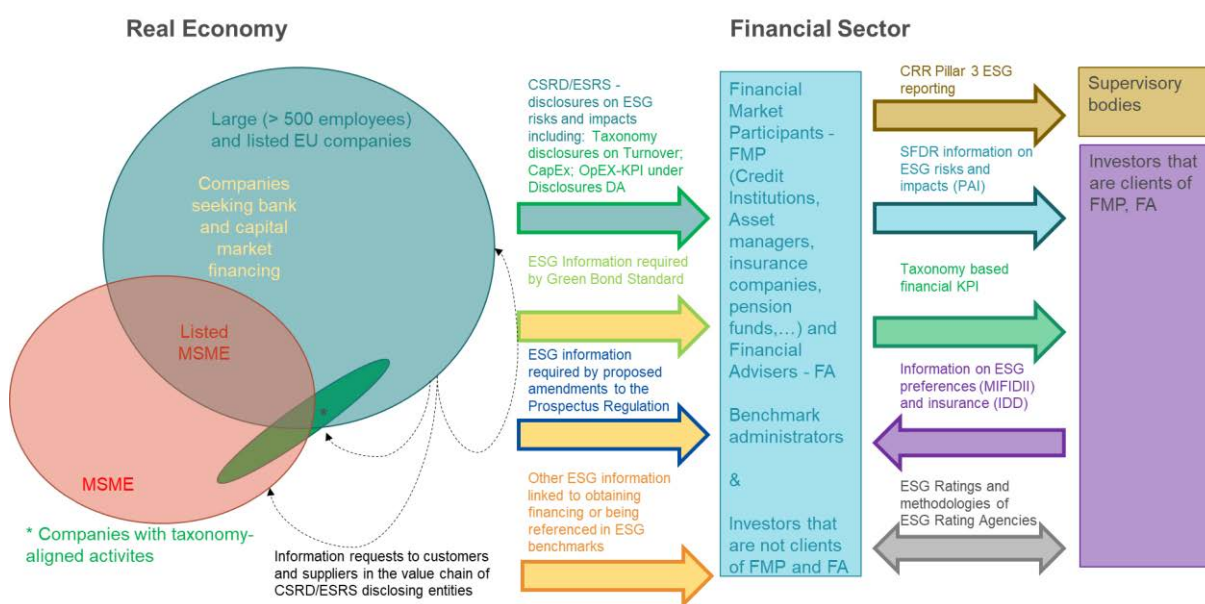 Real Economy
Financial Sector
Large (> 500 employees)
and listed EU companies
Companies
seeking bank
and capital
market
financing
Listed
MSME
*
MSME
* Companies with taxonomy-
aligned activites
Information requests to customers
and suppliers in the value chain of
CSRD/ESRS disclosing entities
CSRD/ESRS -
disclosures on ESG
risks and impacts
including: Taxonomy
disclosures on Turnover;
CapEx; OpEX-KPI under
Disclosures DA
ESG Information required
by Green Bond Standard
ESG information
required by proposed
amendments to the
Prospectus Regulation
Other ESG information
linked to obtaining
financing or being
referenced in ESG
benchmarks
Financial
Market
Participants -
FMP
(Credit
Institutions,
Asset
managers,
insurance
companies,
pension
funds,…) and
Financial
Advisers - FA
Benchmark
administrators
&
Investors that
are not clients
of FMP and FA
CRR Pillar 3 ESG
reporting
SFDR information on
ESG risks and
impacts (PAI)
Taxonomy based
financial KPI
Information on ESG
preferences (MIFIDII)
and insurance (IDD)
ESG Ratings and
methodologies of
ESG Rating Agencies
Supervisory
bodies
Investors that
are clients of
FMP, FA